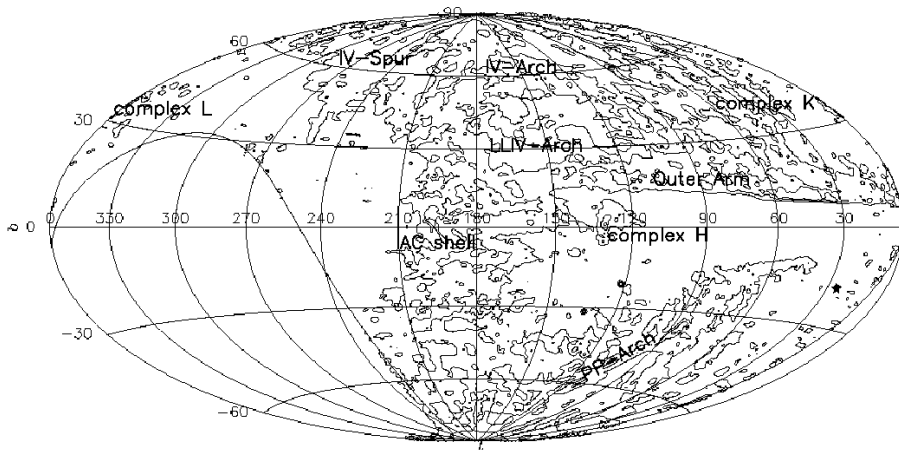 90
60
IV-Spur
IV-Arch
complex L
complex K
30
LLIV-Arch
Outer Arm
0 330 300 270 240 210 180 150 120 90 60 30
b 0
AC shell
complex H
-30
PP-Arch
-60
l